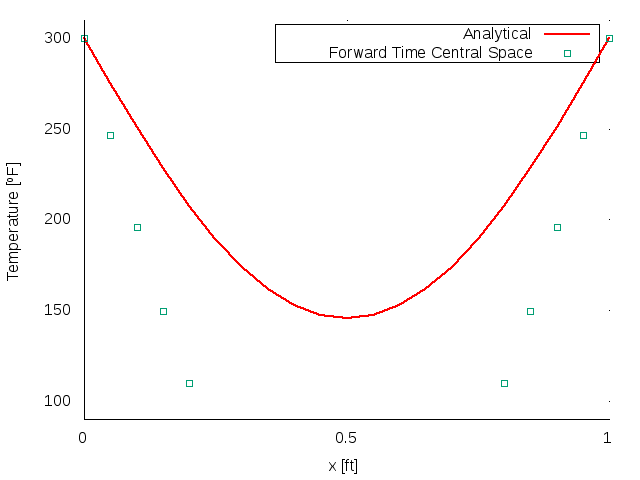 Analytical
Forward Time Central Space
300
250
200
150
100
Temperature [ºF]
0
0.5
1
x [ft]